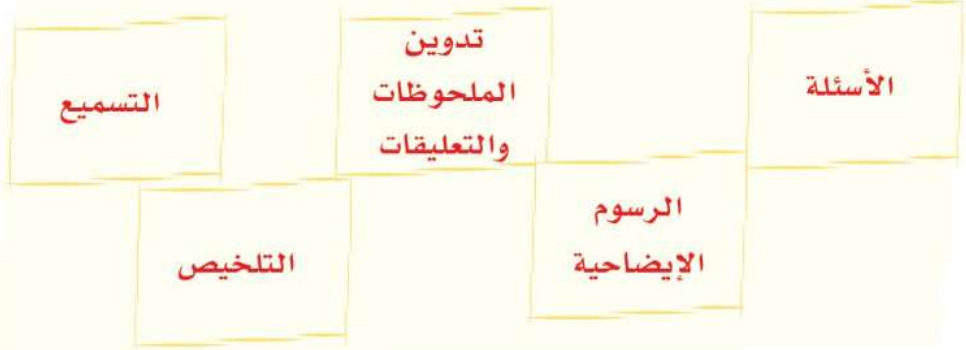 الأسئلة
تدوين
الملحوظات
والتعليقات
التسميع
الرسوم
الإيضاحية
التلخيص